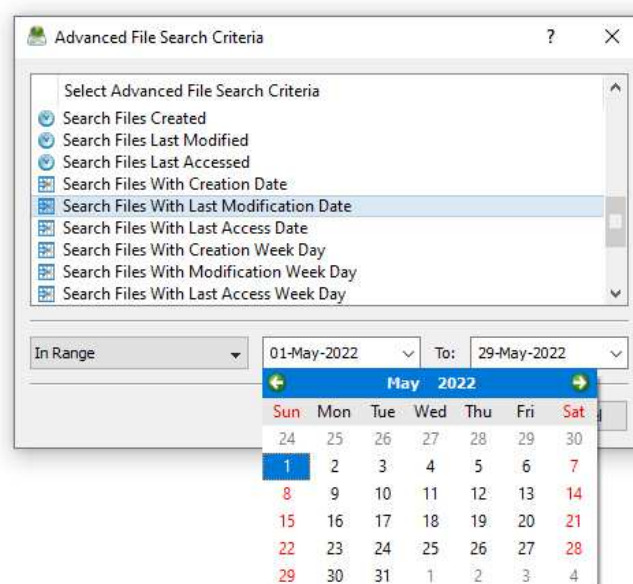 Advanced File Search Criteria ?
Select Advanced File Search Criteria
Search Files Created
Search Files Last Modified
Search Files Last Accessed
Search Files With Creation Date
Search Files With Last Modification Date
Search Files With Last Access Date
Search Files With Creation Week Day
Search Files With Modification Week Day
Search Files With Last Access Week Day
In Range 01-May-2022 To: 29-May-2022
May 2022
Sun Mon Tue Wed Thu Fri Sat
24 25 26 27 28 29 30
1 2 3 4 5 6 7
8 9 10 11 12 13 14
15 16 17 18 19 20 21
22 23 24 25 26 27 28
29 30 31 1 2 3 4